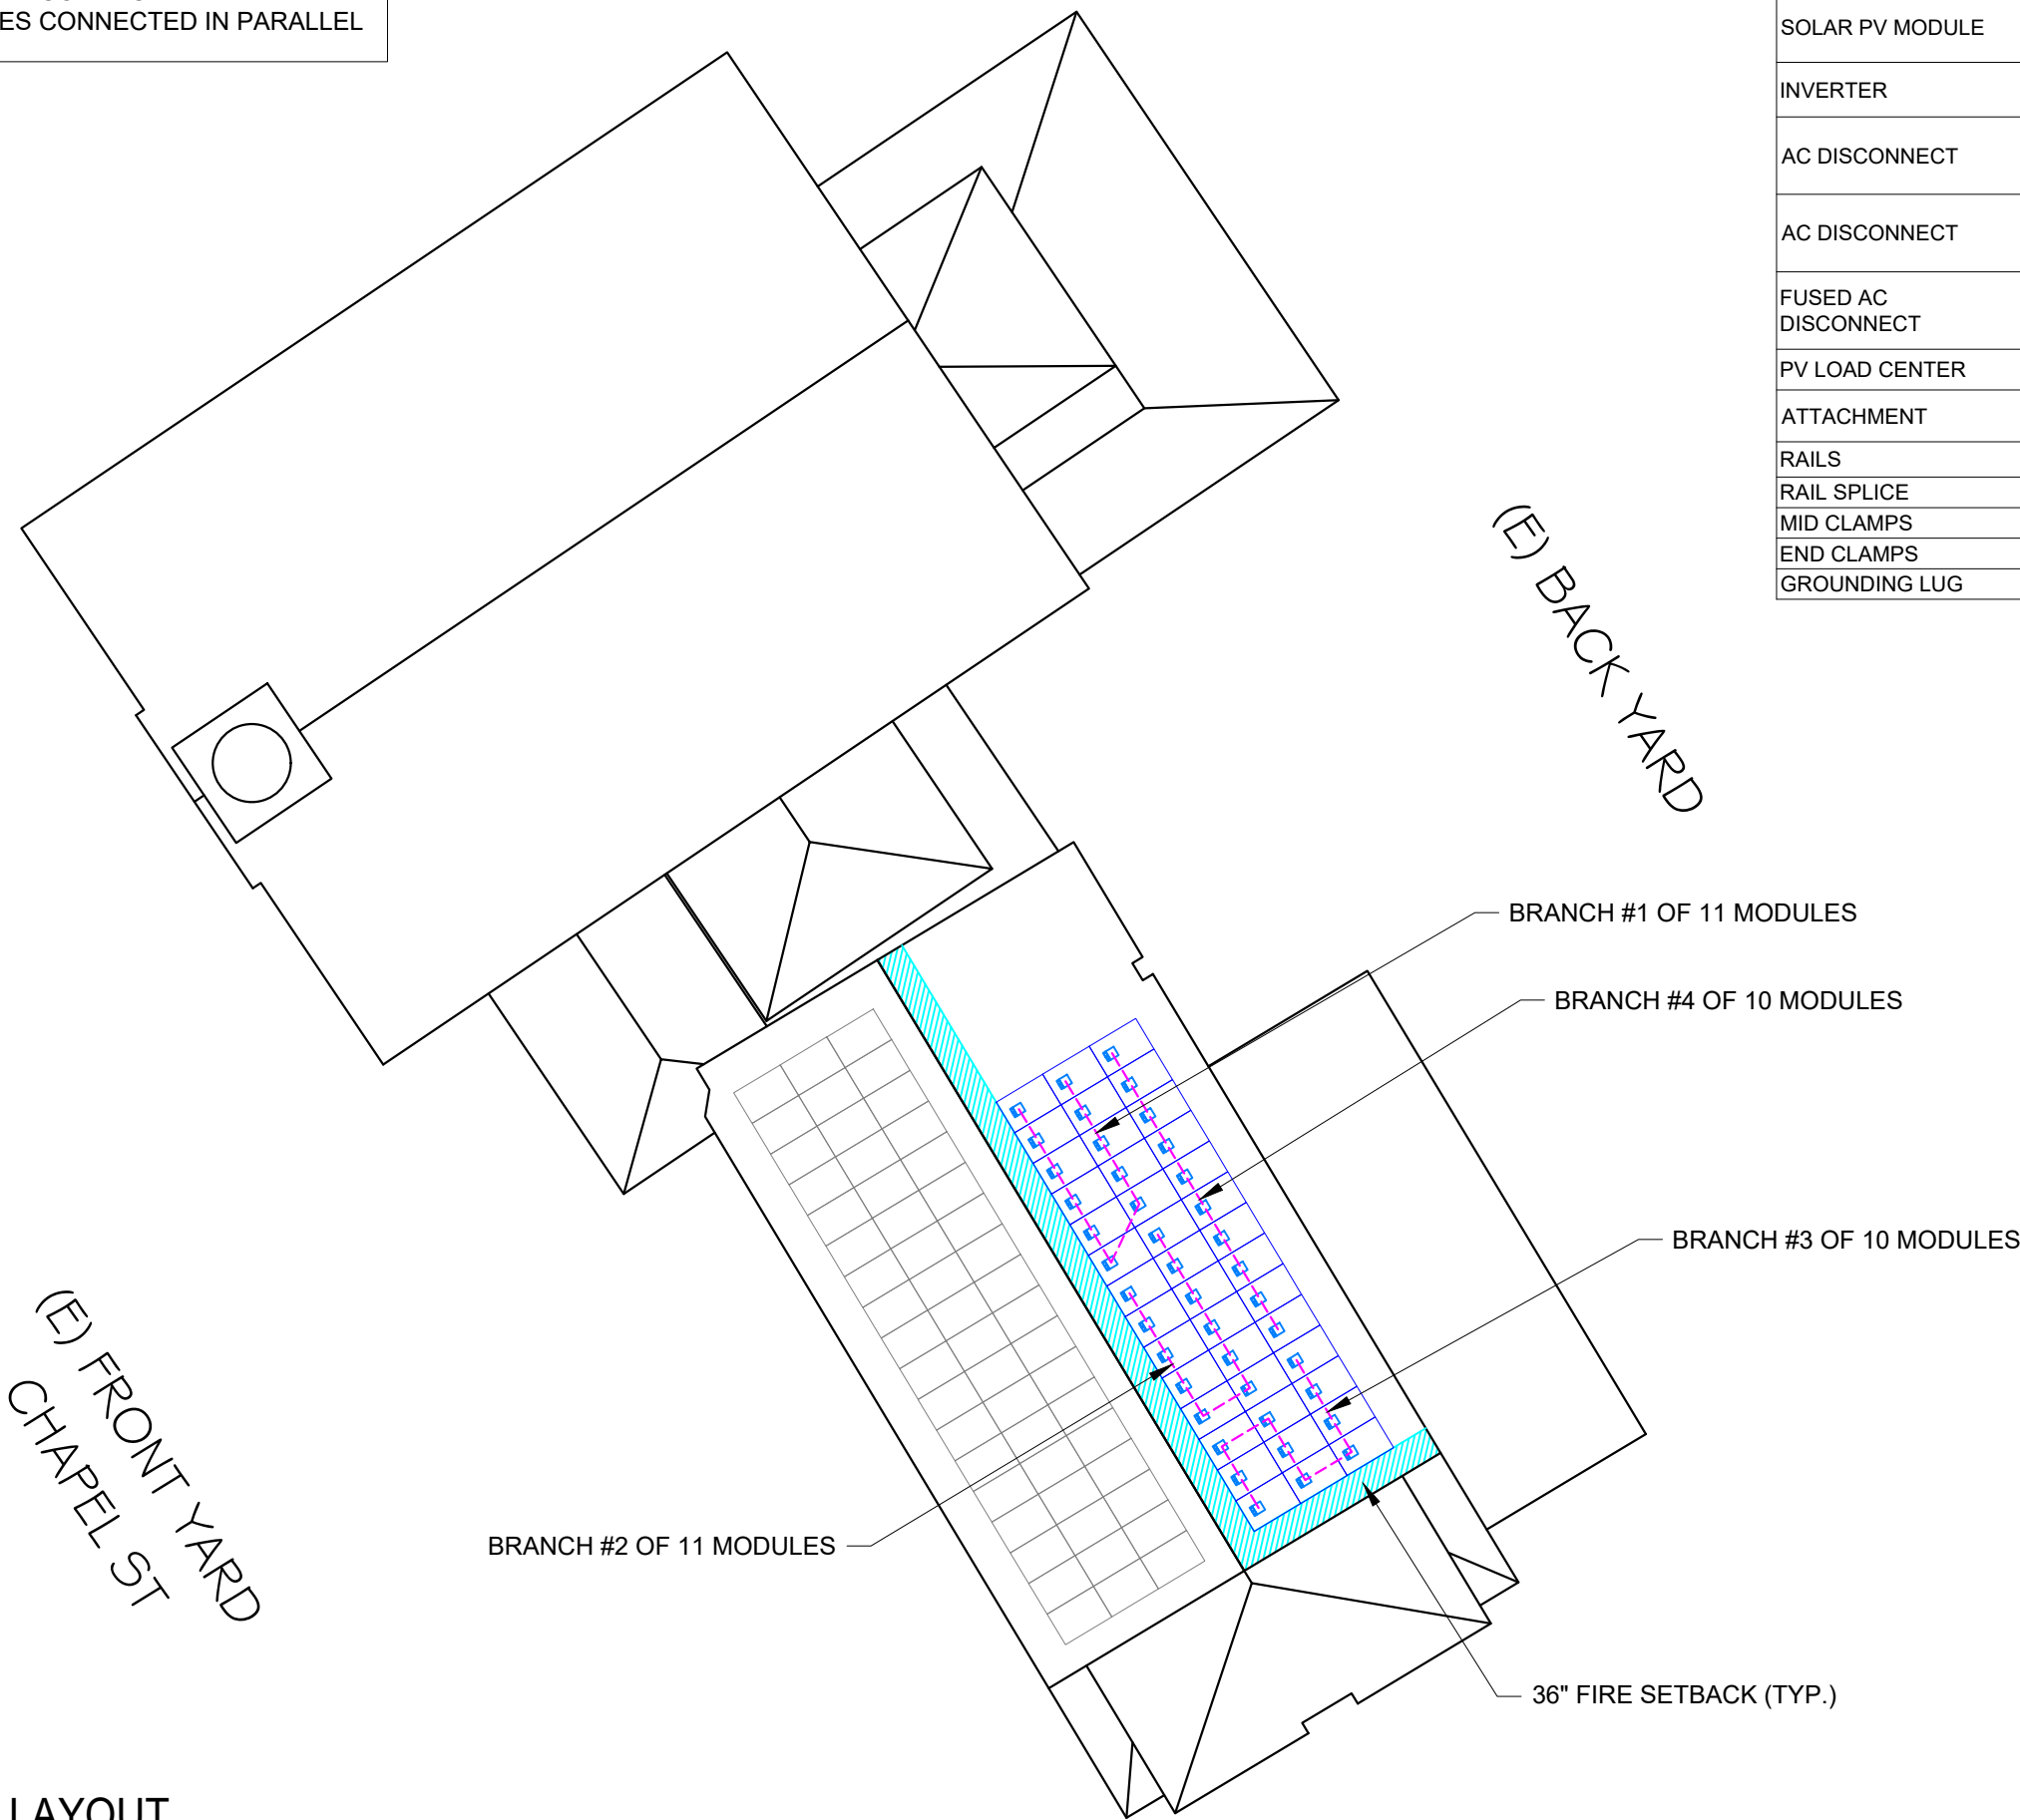 ES CONNECTED IN PARALLEL
SOLAR PV MODULE
INVERTER
AC DISCONNECT
AC DISCONNECT
FUSED AC
DISCONNECT
PV LOAD CENTER
ATTACHMENT
RAILS
RAIL SPLICE
MID CLAMPS
END CLAMPS
GROUNDING LUG
(E) BACK YARD
BRANCH #1 OF 11 MODULES
BRANCH #4 OF 10 MODULES
BRANCH #3 OF 10 MODULES
(E) FRONT YARD
CHAPEL ST
BRANCH #2 OF 11 MODULES
36" FIRE SETBACK (TYP.)
LAYOUT